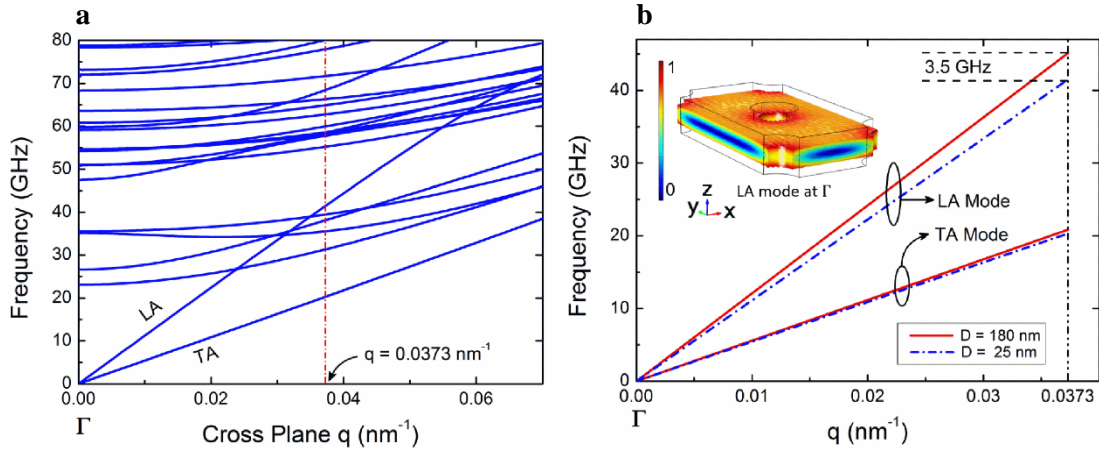 a
80
70
60
50
40
30
20
10
0
Frequency (GHz)
LA
TA
q = 0.0373 nm⁻¹
0.00
0.02
0.04
0.06
Γ
Cross Plane q (nm⁻¹)
b
40
30
20
10
0
Frequency (GHz)
1
0
3.5 GHz
LA mode at Γ
z
y
x
LA Mode
TA Mode
D = 180 nm
D = 25 nm
0.00
0.01
0.02
0.03
0.0373
Γ
q (nm⁻¹)